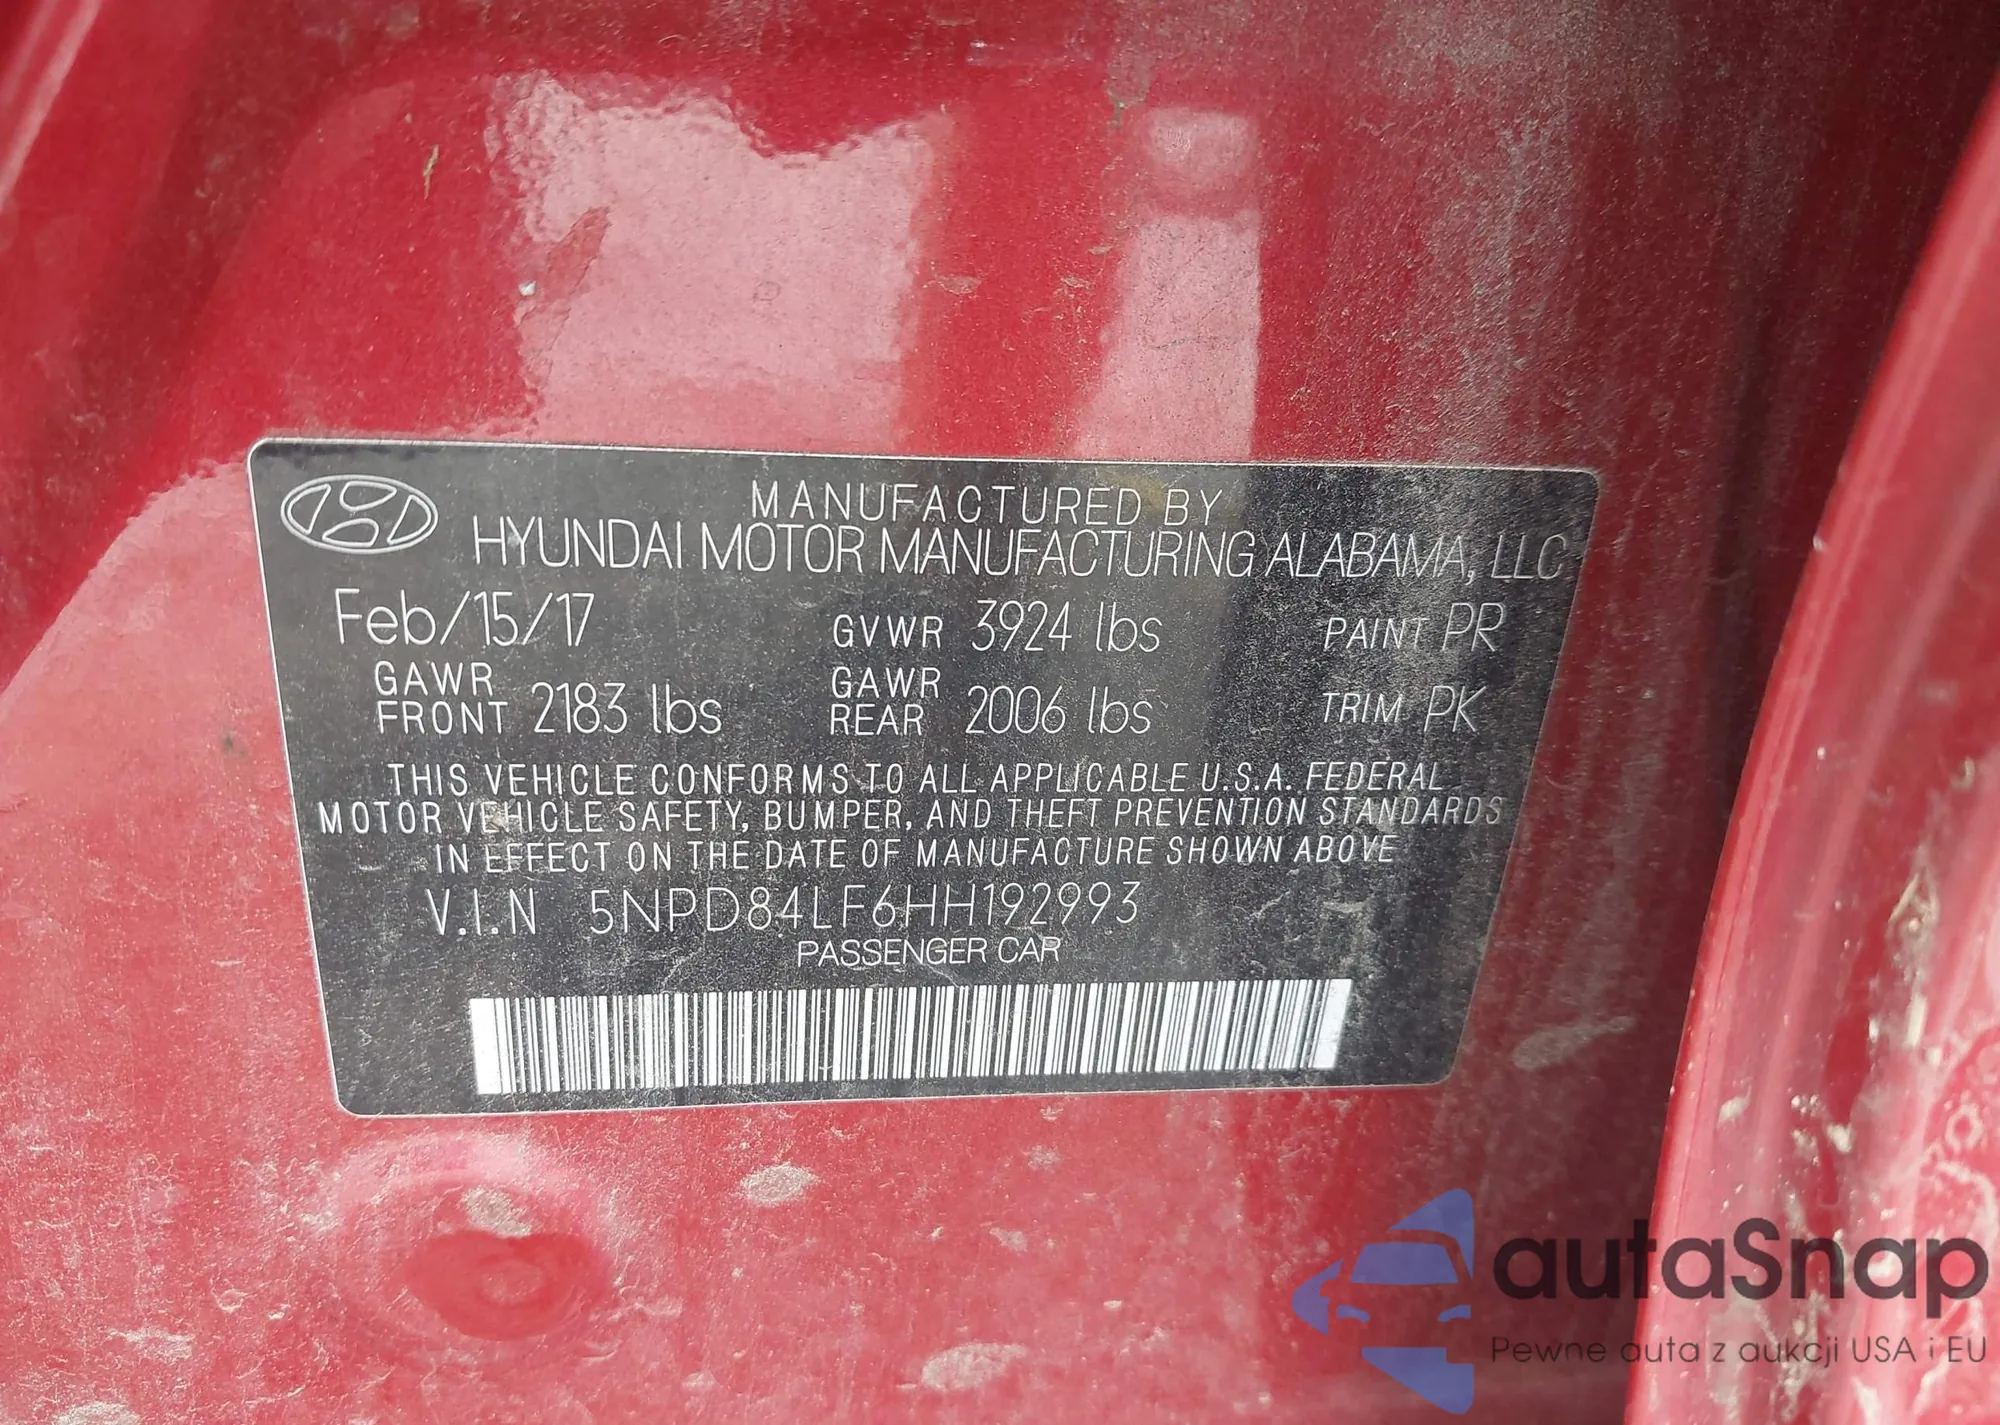 MANUFACTURED BY
HYUNDAI MOTOR MANUFACTURING ALABAMA, LLC
Feb/15/17 GVWR 3924 lbs PAINT PR
GAWR FRONT 2183 lbs GAWR REAR 2006 lbs TRIM PK
THIS VEHICLE CONFORMS TO ALL APPLICABLE U.S.A. FEDERAL
MOTOR VEHICLE SAFETY, BUMPER, AND THEFT PREVENTION STANDARDS
IN EFFECT ON THE DATE OF MANUFACTURE SHOWN ABOVE
V.I.N 5NPD84LF6HH192993
PASSENGER CAR
autaSnap
Pewne auta z aukcji USA i EU